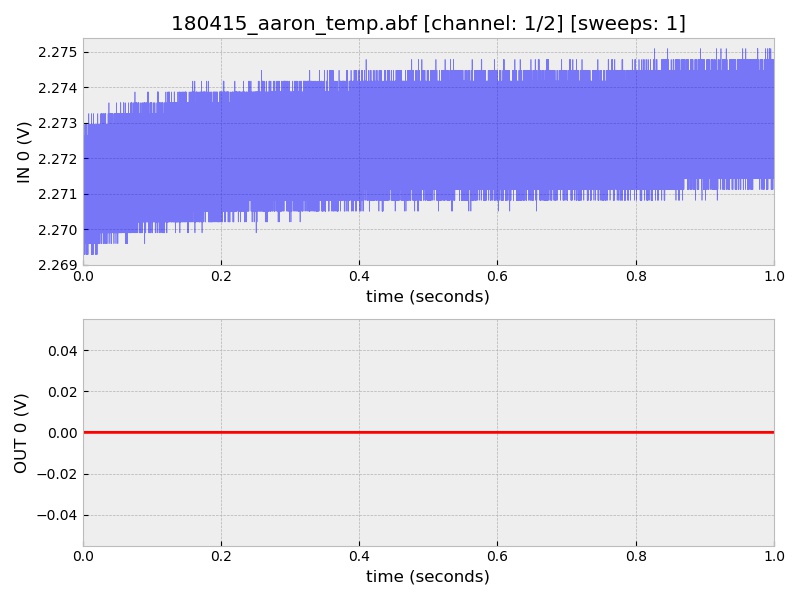 180415_aaron_temp.abf [channel: 1/2] [sweeps: 1]
2.275
2.274
2.273
2.272
2.271
2.270
2.269
IN 0 (V)
0.0 0.2 0.4 0.6 0.8 1.0
time (seconds)
0.04
0.02
0.00
−0.02
−0.04
OUT 0 (V)
0.0 0.2 0.4 0.6 0.8 1.0
time (seconds)